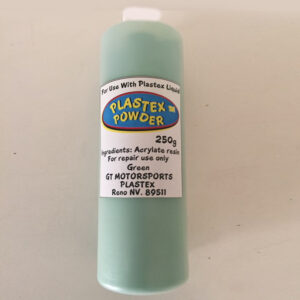 For Use With Plastex Liquid
PLASTEX
POWDER
250g
Ingredients: Acrylate resin
For repair use only
Green
GT MOTORSPORTS
PLASTEX
Reno NV. 89511